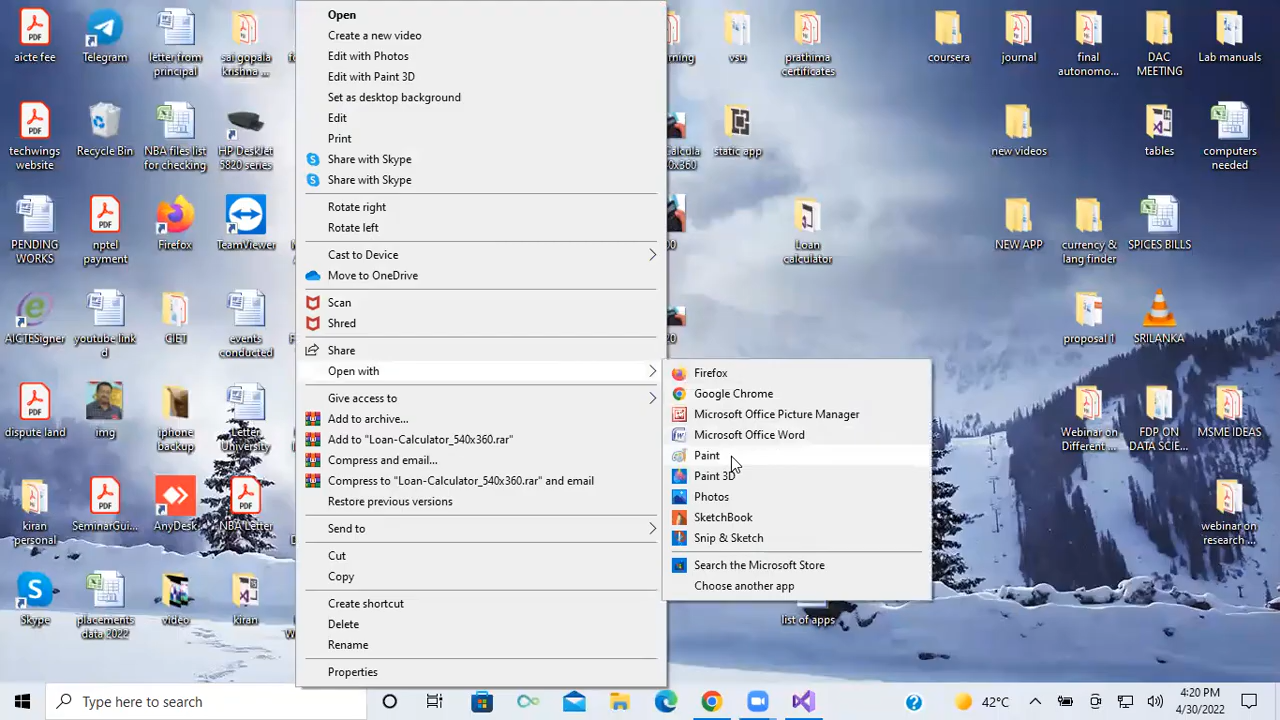 aicte fee
Telegram
letter from
principal
sai gopala
krishna ...
techwings
website
Recycle Bin
NBA files list
for checking
HP DeskJet
5820 series
PENDING
WORKS
nptel
payment
Firefox
TeamViewer
AICTESigner
youtube link
d
CIET
events
conducted
dispute land
img
iphone
backup
Letter
University
kiran
personal
SeminarGui...
AnyDesk
NBA Letter
Skype
placements
data 2022
video
kiran
Open
Create a new video
Edit with Photos
Edit with Paint 3D
Set as desktop background
Edit
Print
Share with Skype
Share with Skype
Rotate right
Rotate left
Cast to Device
Move to OneDrive
Scan
Shred
Share
Open with
Give access to
Add to archive...
Add to "Loan-Calculator_540x360.rar"
Compress and email...
Compress to "Loan-Calculator_540x360.rar" and email
Restore previous versions
Send to
Cut
Copy
Create shortcut
Delete
Rename
Properties
Firefox
Google Chrome
Microsoft Office Picture Manager
Microsoft Office Word
Paint
Paint 3D
Photos
SketchBook
Snip & Sketch
Search the Microsoft Store
Choose another app
vsu
prathima
certificates
static app
Loan
calculator
list of apps
coursera
journal
final
autonomo...
DAC
MEETING
Lab manuals
new videos
tables
computers
needed
NEW APP
currency &
lang finder
SPICES BILLS
proposal 1
SRILANKA
Webinar on
Different ...
FDP ON
DATA SCIE...
MSME IDEAS
webinar on
research ...
Type here to search
42°C
4:20 PM
4/30/2022